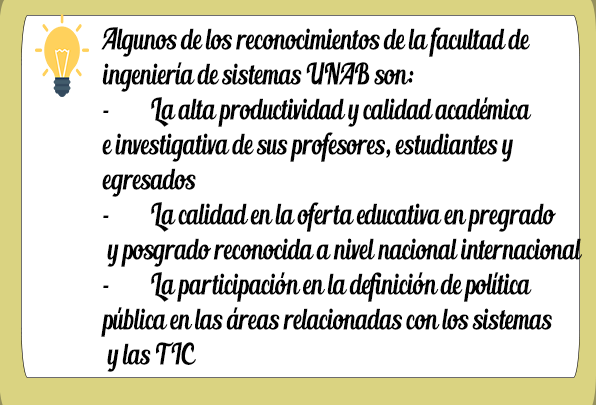 Algunos de los reconocimientos de la facultad de
ingeniería de sistemas UNAB son:
- La alta productividad y calidad académica
e investigativa de sus profesores, estudiantes y
egresados
- La calidad en la oferta educativa en pregrado
y posgrado reconocida a nivel nacional internacional
- La participación en la definición de política
pública en las áreas relacionadas con los sistemas
y las TIC